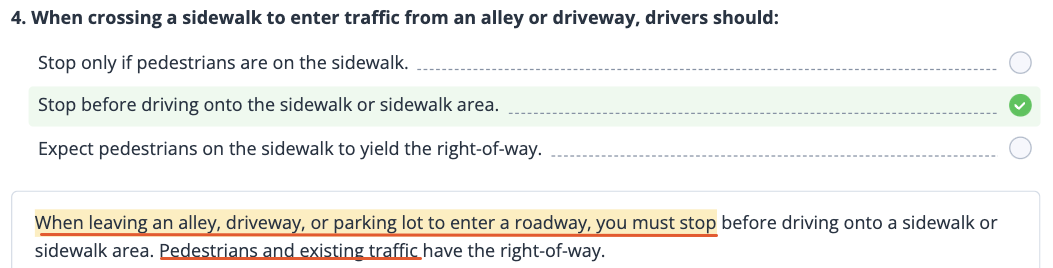 4. When crossing a sidewalk to enter traffic from an alley or driveway, drivers should:
Stop only if pedestrians are on the sidewalk.
Stop before driving onto the sidewalk or sidewalk area.
Expect pedestrians on the sidewalk to yield the right-of-way.
When leaving an alley, driveway, or parking lot to enter a roadway, you must stop before driving onto a sidewalk or
sidewalk area. Pedestrians and existing traffic have the right-of-way.